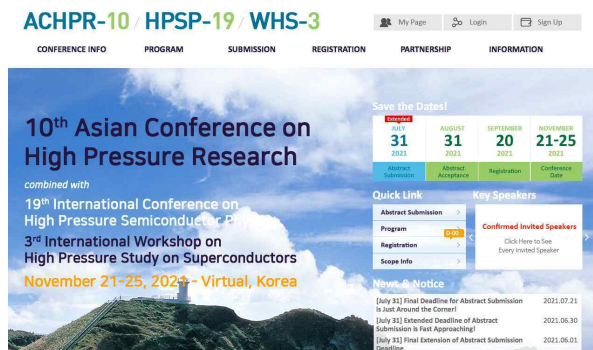 ACHPR-10 / HPSP-19 / WHS-3
My Page Login Sign Up
CONFERENCE INFO PROGRAM SUBMISSION REGISTRATION PARTNERSHIP INFORMATION
10th Asian Conference on
High Pressure Research
combined with
19th International Conference on
High Pressure Semiconductor Physics
3rd International Workshop on
High Pressure Study on Superconductors
November 21-25, 2021 - Virtual, Korea
Save the Dates!
Extended
JULY
31
2021
Abstract
Submission
AUGUST
31
2021
Abstract
Acceptance
SEPTEMBER
20
2021
Registration
NOVEMBER
21-25
2021
Conference
Date
Quick Link
Abstract Submission
Program
D-00
Registration
Scope Info
Key Speakers
Confirmed Invited Speakers
Click Here to See
Every Invited Speaker
News & Notice
[July 31] Final Deadline for Abstract Submission
is Just Around the Corner!
2021.07.21
[July 31] Extended Deadline of Abstract
Submission is Fast Approaching!
2021.06.30
[July 31] Final Extension of Abstract Submission
Deadline
2021.06.01